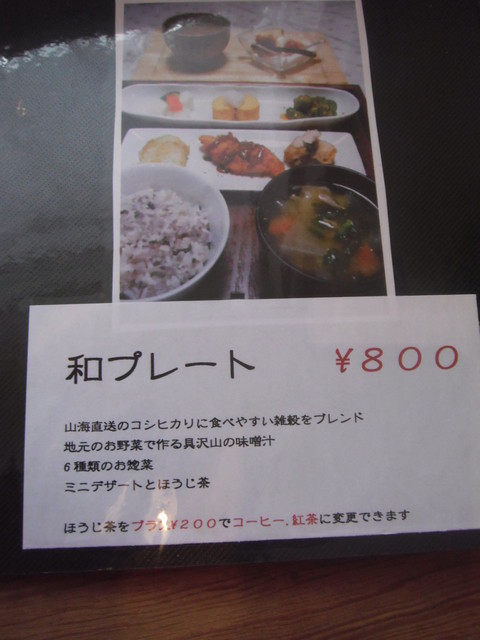 和プレート ¥800
山海直送のコシヒカリに食べやすい雑穀をブレンド
地元のお野菜で作る具沢山の味噌汁
6種類のお惣菜
ミニデザートとほうじ茶
ほうじ茶をプラス¥200でコーヒー,紅茶に変更できます